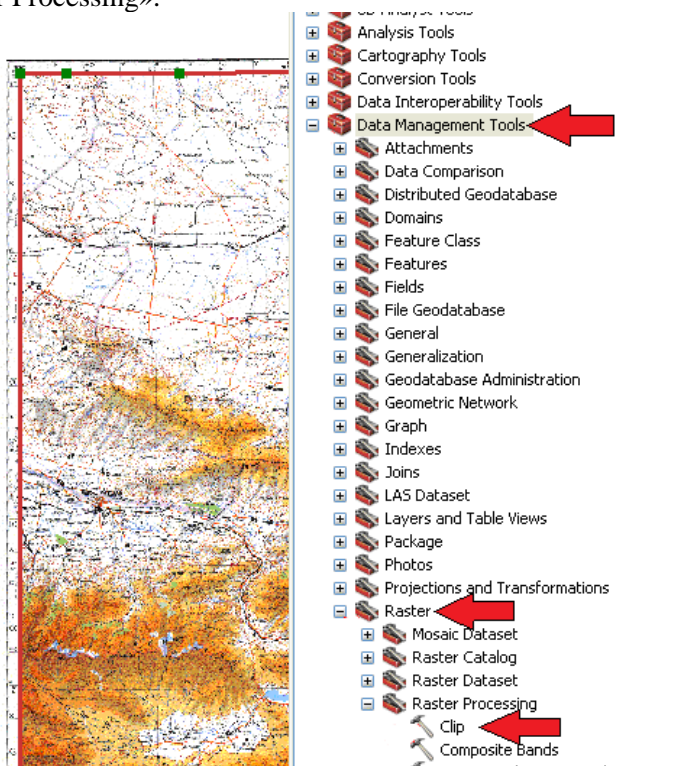 Processing».
Analysis Tools
Cartography Tools
Conversion Tools
Data Interoperability Tools
Data Management Tools
Attachments
Data Comparison
Distributed Geodatabase
Domains
Feature Class
Features
Fields
File Geodatabase
General
Generalization
Geodatabase Administration
Geometric Network
Graph
Indexes
Joins
LAS Dataset
Layers and Table Views
Package
Photos
Projections and Transformations
Raster
Mosaic Dataset
Raster Catalog
Raster Dataset
Raster Processing
Clip
Composite Bands